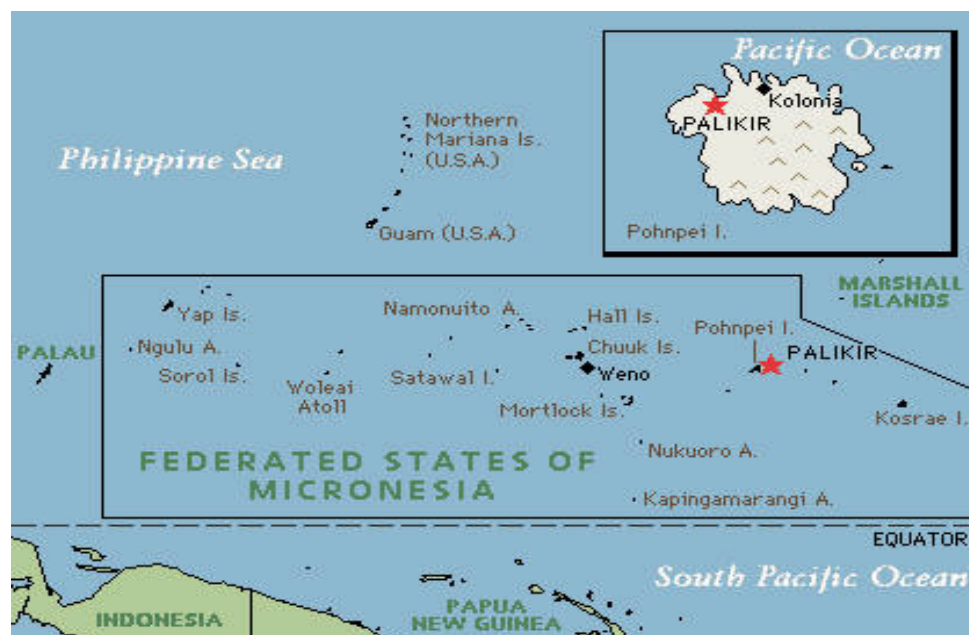 Pacific Ocean
Kolonia
PALIKIR
Pohnpei I.
Northern
Mariana Is.
(U.S.A.)
Philippine Sea
Guam (U.S.A.)
MARSHALL
ISLANDS
Yap Is.
Namonuito A.
Hall Is.
Pohnpei I.
PALAU
Ngulu A.
Chuuk Is.
PALIKIR
Sorol Is.
Woleai
Atoll
Satawal I.
Weno
Mortlock Is.
Kosrae I.
Nukuoro A.
FEDERATED STATES OF
MICRONESIA
Kapingamarangi A.
EQUATOR
South Pacific Ocean
INDONESIA
PAPUA
NEW GUINEA